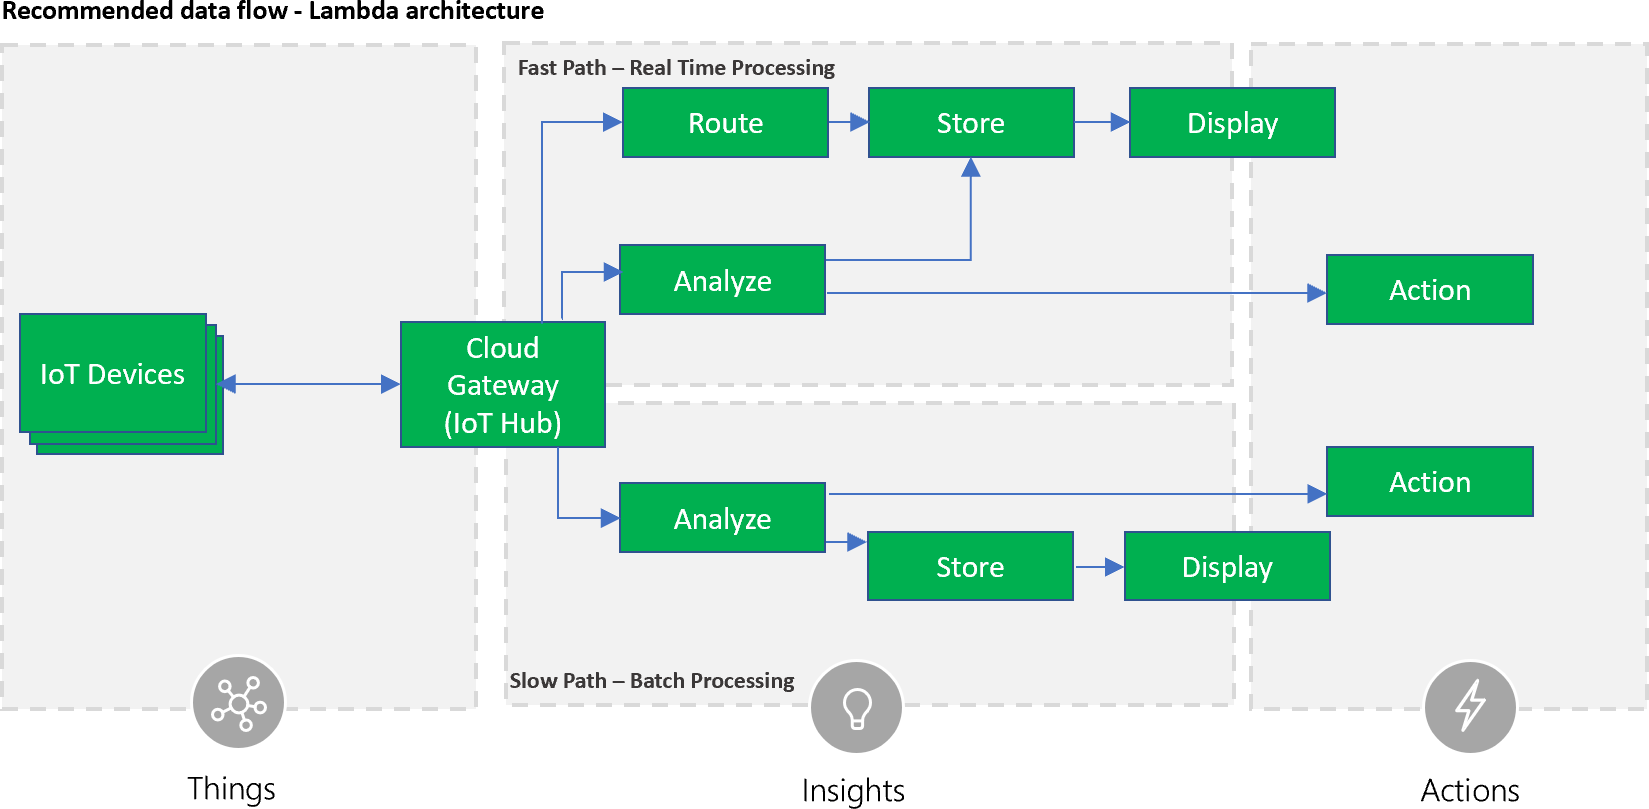 Recommended data flow - Lambda architecture
Fast Path – Real Time Processing
Route
Store
Display
Analyze
Action
IoT Devices
Cloud
Gateway
(IoT Hub)
Action
Analyze
Store
Display
Slow Path – Batch Processing
Things
Insights
Actions